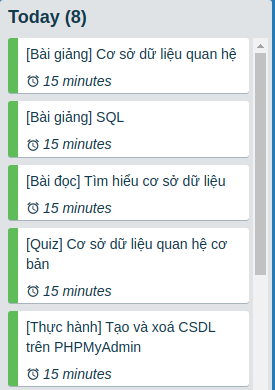 Today (8)
[Bài giảng] Cơ sở dữ liệu quan hệ
15 minutes
[Bài giảng] SQL
15 minutes
[Bài đọc] Tìm hiểu cơ sở dữ liệu
15 minutes
[Quiz] Cơ sở dữ liệu quan hệ cơ
bản
15 minutes
[Thực hành] Tạo và xoá CSDL
trên PHPMyAdmin
15 minutes